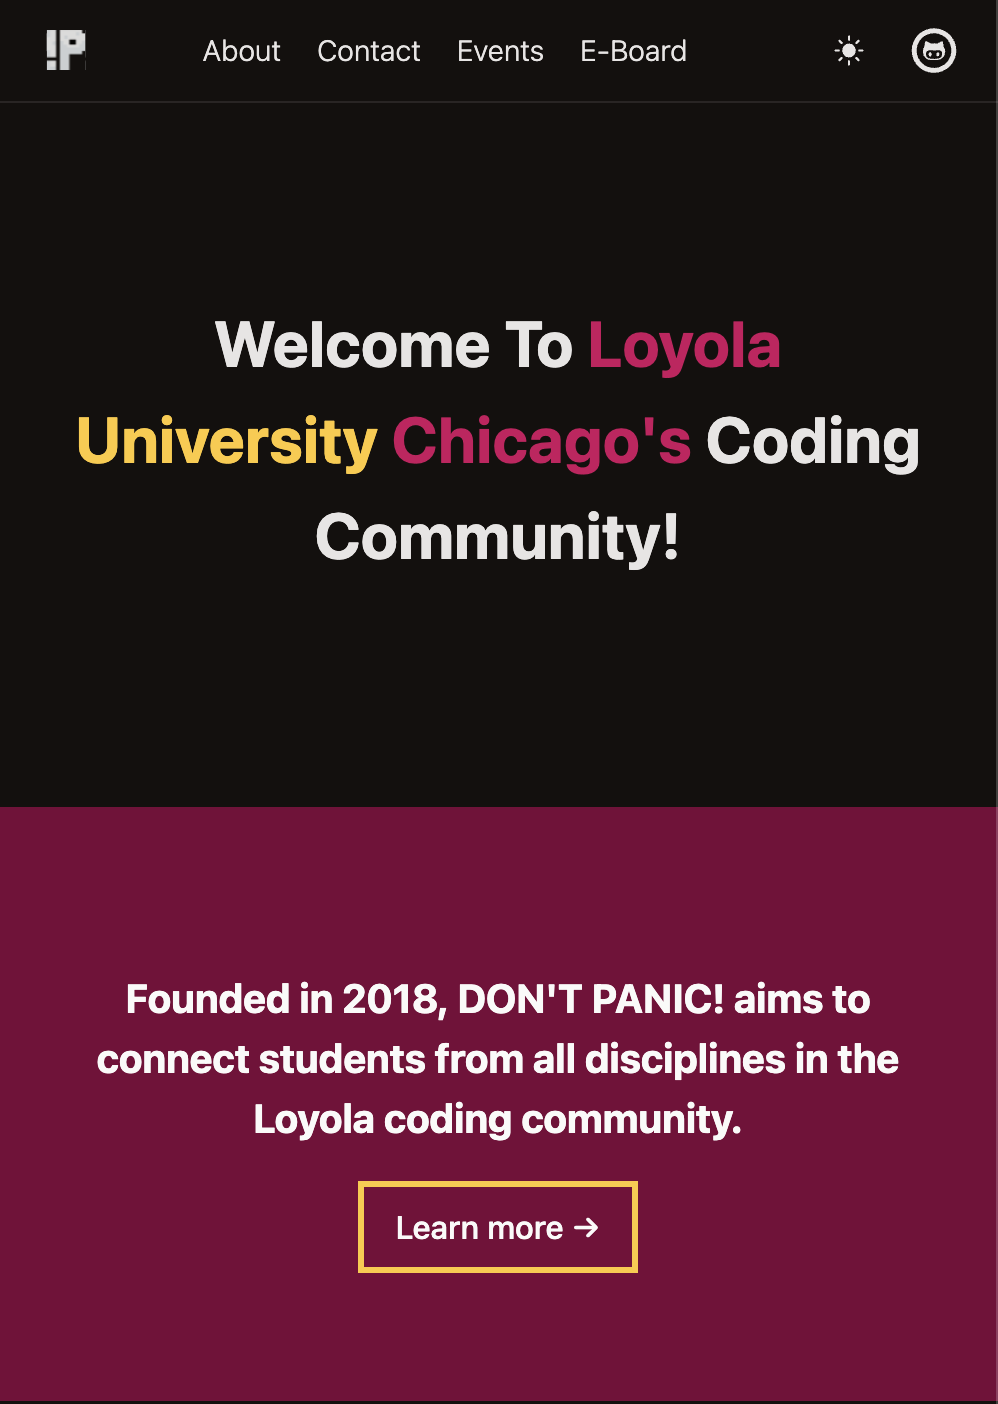 !P
About Contact Events E-Board
Welcome To Loyola
University Chicago's Coding
Community!
Founded in 2018, DON'T PANIC! aims to
connect students from all disciplines in the
Loyola coding community.
Learn more →